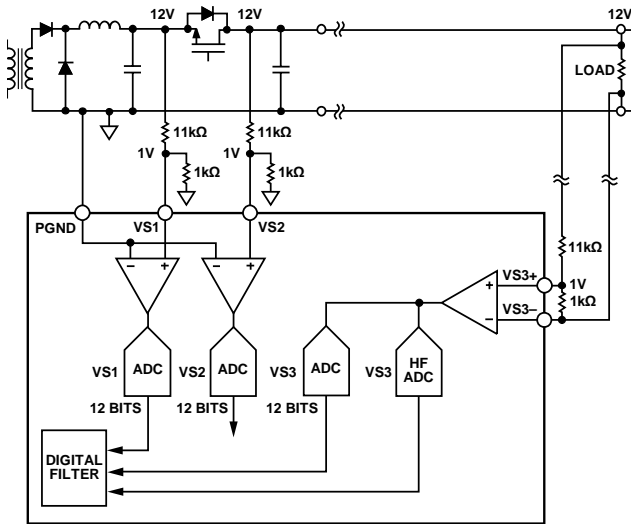 12V
12V
12V
LOAD
11kΩ
11kΩ
1V
1V
1kΩ
1kΩ
PGND
VS1
VS2
11kΩ
VS3+
1V
1kΩ
VS3–
–
+
–
+
+
–
VS1
ADC
VS2
ADC
VS3
ADC
VS3
HF
ADC
12 BITS
12 BITS
12 BITS
DIGITAL
FILTER